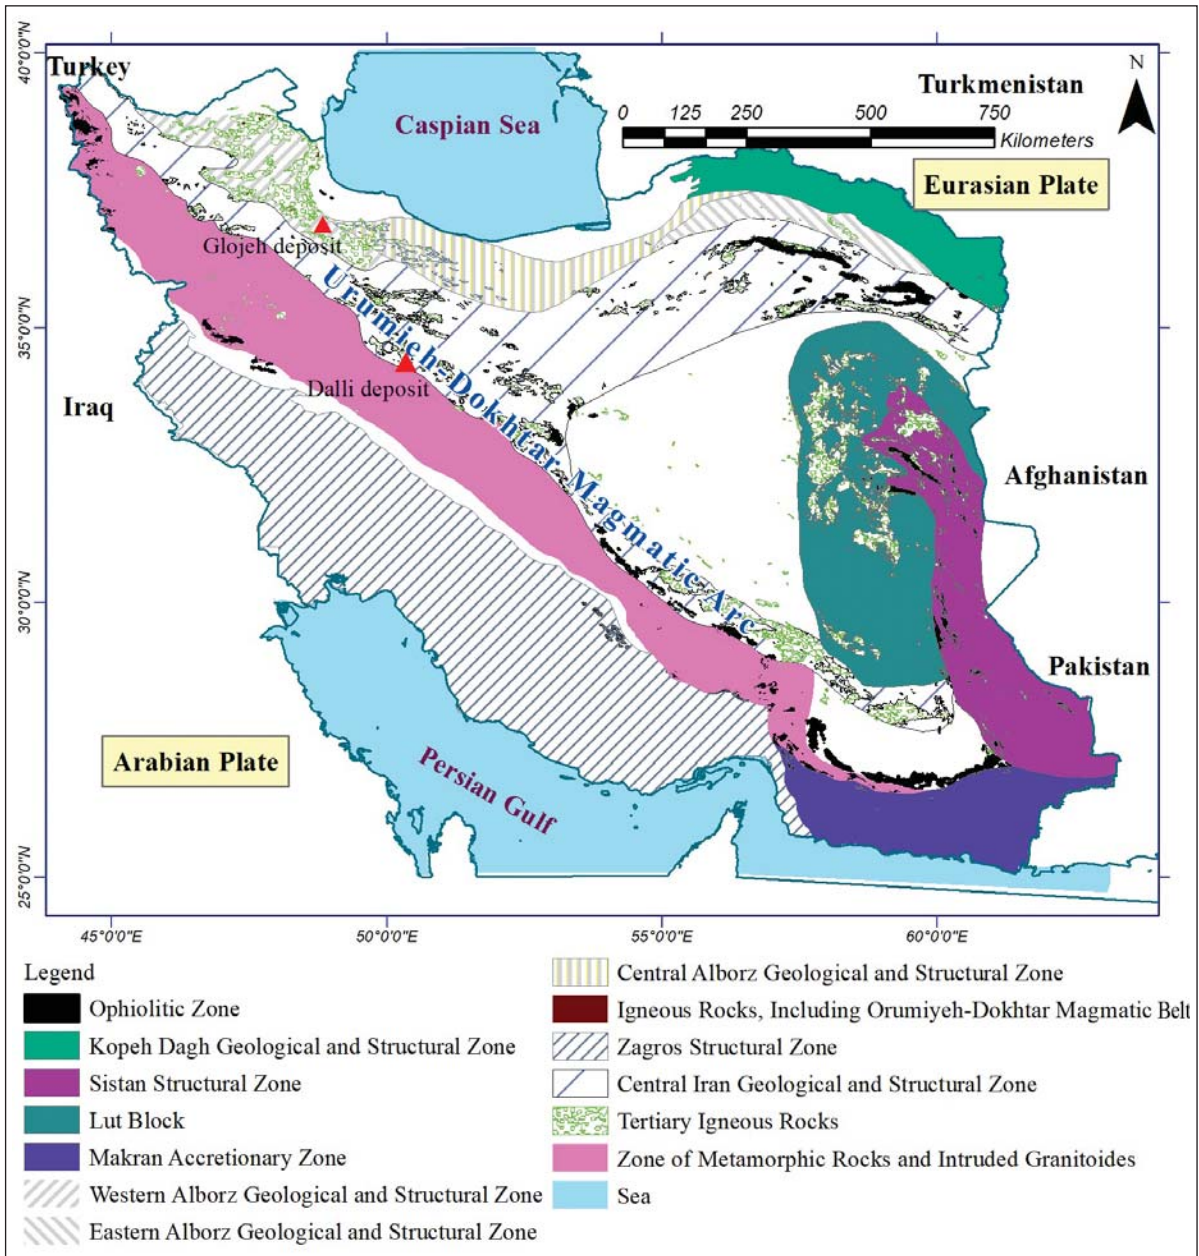 40°0'0"N
35°0'0"N
30°0'0"N
25°0'0"N
Turkey
Caspian Sea
Turkmenistan
N
0 125 250 500 750
Kilometers
Eurasian Plate
Glojeh deposit
Urumieh-Dokhtar Magmatic Arc
Dalli deposit
Iraq
Afghanistan
Pakistan
Arabian Plate
Persian Gulf
45°0'0"E 50°0'0"E 55°0'0"E 60°0'0"E
Legend
Ophiolitic Zone
Kopeh Dagh Geological and Structural Zone
Sistan Structural Zone
Lut Block
Makran Accretionary Zone
Western Alborz Geological and Structural Zone
Eastern Alborz Geological and Structural Zone
Central Alborz Geological and Structural Zone
Igneous Rocks, Including Orumiyeh-Dokhtar Magmatic Belt
Zagros Structural Zone
Central Iran Geological and Structural Zone
Tertiary Igneous Rocks
Zone of Metamorphic Rocks and Intruded Granitoides
Sea